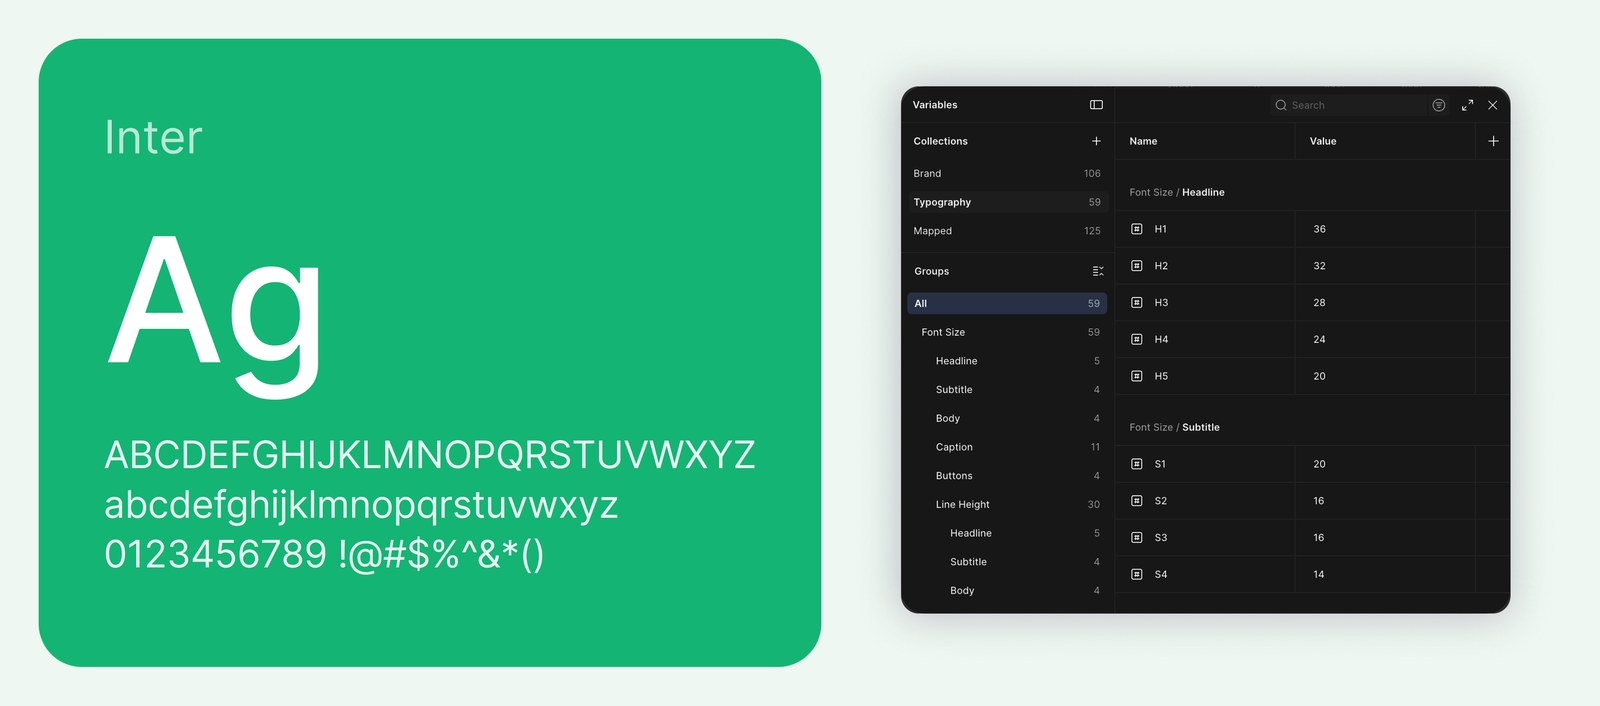 Inter
Ag
ABCDEFGHIJKLMNOPQRSTUVWXYZ
abcdefghijklmnopqrstuvwxyz
0123456789 !@#$%^&*()
Variables
Collections
Brand 106
Typography 59
Mapped 125
Groups
All 59
Font Size 59
Headline 5
Subtitle 4
Body 4
Caption 11
Buttons 4
Line Height 30
Headline 5
Subtitle 4
Body 4
Search
Name Value
Font Size / Headline
H1 36
H2 32
H3 28
H4 24
H5 20
Font Size / Subtitle
S1 20
S2 16
S3 16
S4 14